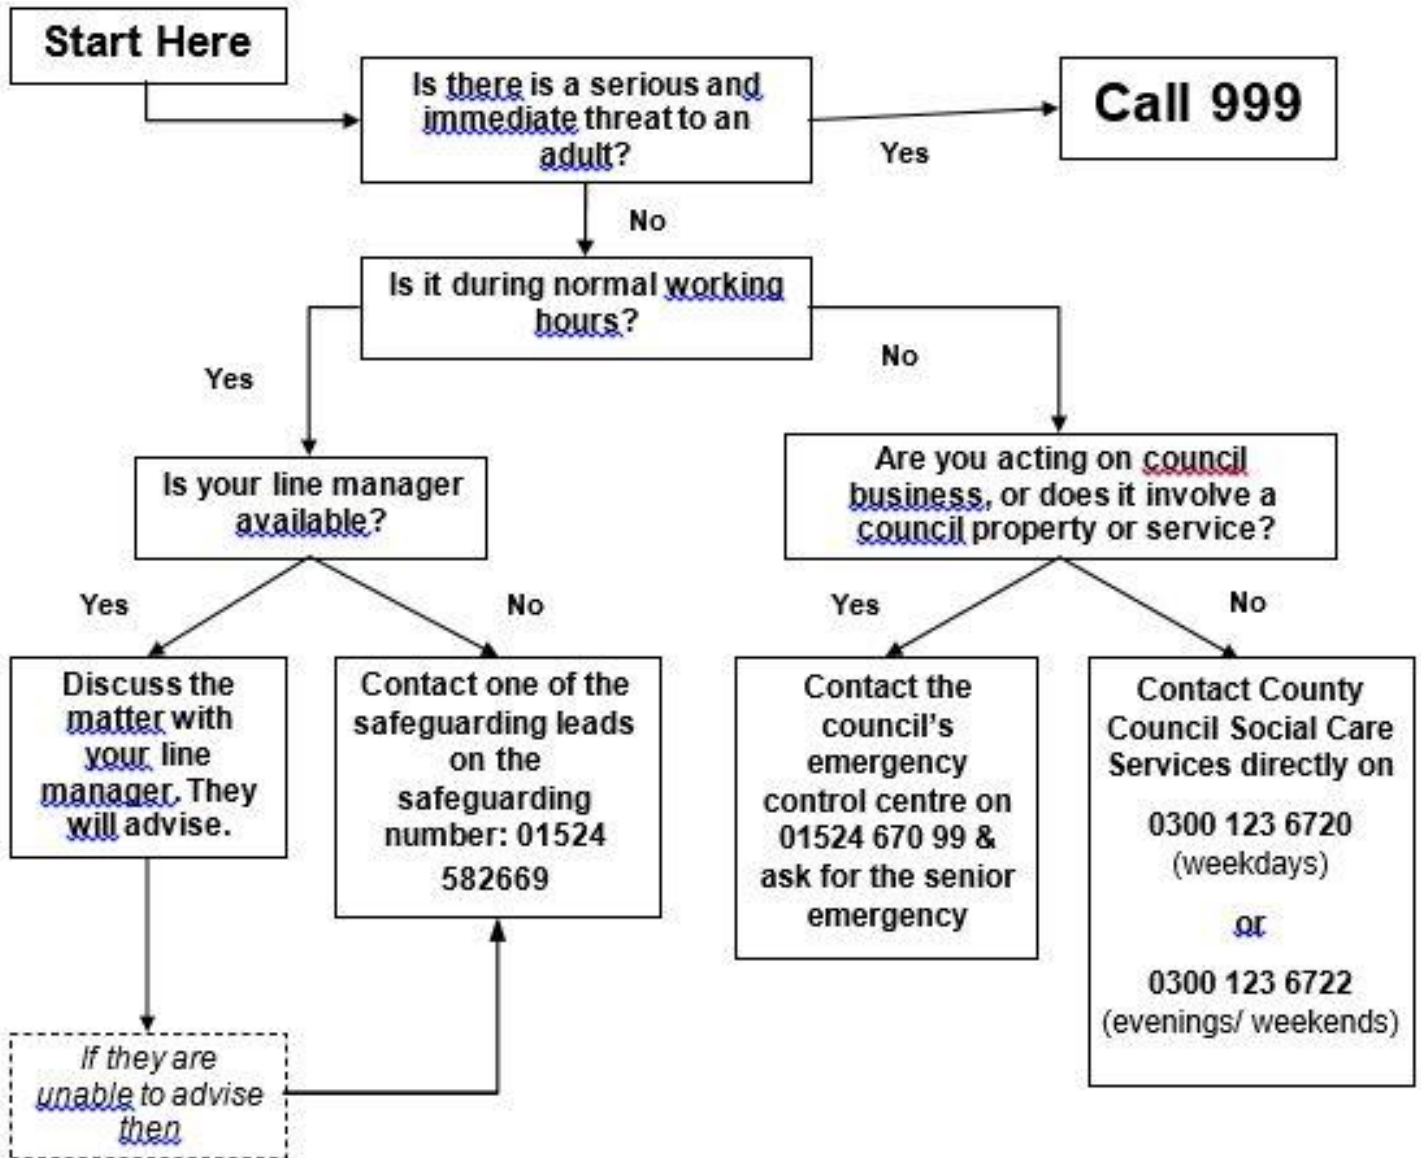 Start Here
Is there is a serious and
immediate threat to an
adult?
Call 999
Yes
No
Is it during normal working
hours?
Yes
No
Is your line manager
available?
Are you acting on council
business, or does it involve a
council property or service?
Yes
No
Yes
No
Discuss the
matter with
your line
manager. They
will advise.
Contact one of the
safeguarding leads
on the
safeguarding
number: 01524
582669
Contact the
council’s
emergency
control centre on
01524 670 99 &
ask for the senior
emergency
Contact County
Council Social Care
Services directly on
0300 123 6720
(weekdays)
or
0300 123 6722
(evenings/ weekends)
If they are
unable to advise
then